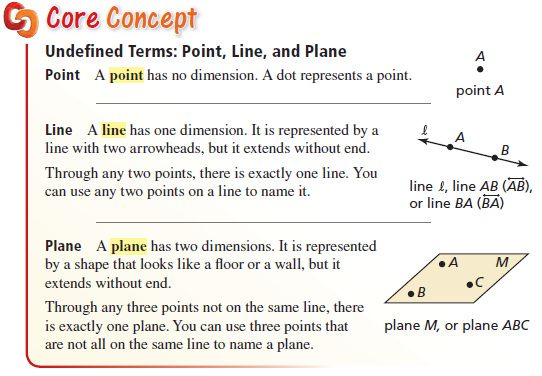 Core Concept
Undefined Terms: Point, Line, and Plane
Point A point has no dimension. A dot represents a point.
A
point A
Line A line has one dimension. It is represented by a
line with two arrowheads, but it extends without end.
Through any two points, there is exactly one line. You
can use any two points on a line to name it.
ℓ
A
B
line ℓ, line AB (AB),
or line BA (BA)
Plane A plane has two dimensions. It is represented
by a shape that looks like a floor or a wall, but it
extends without end.
Through any three points not on the same line, there
is exactly one plane. You can use three points that
are not all on the same line to name a plane.
A M
C
B
plane M, or plane ABC